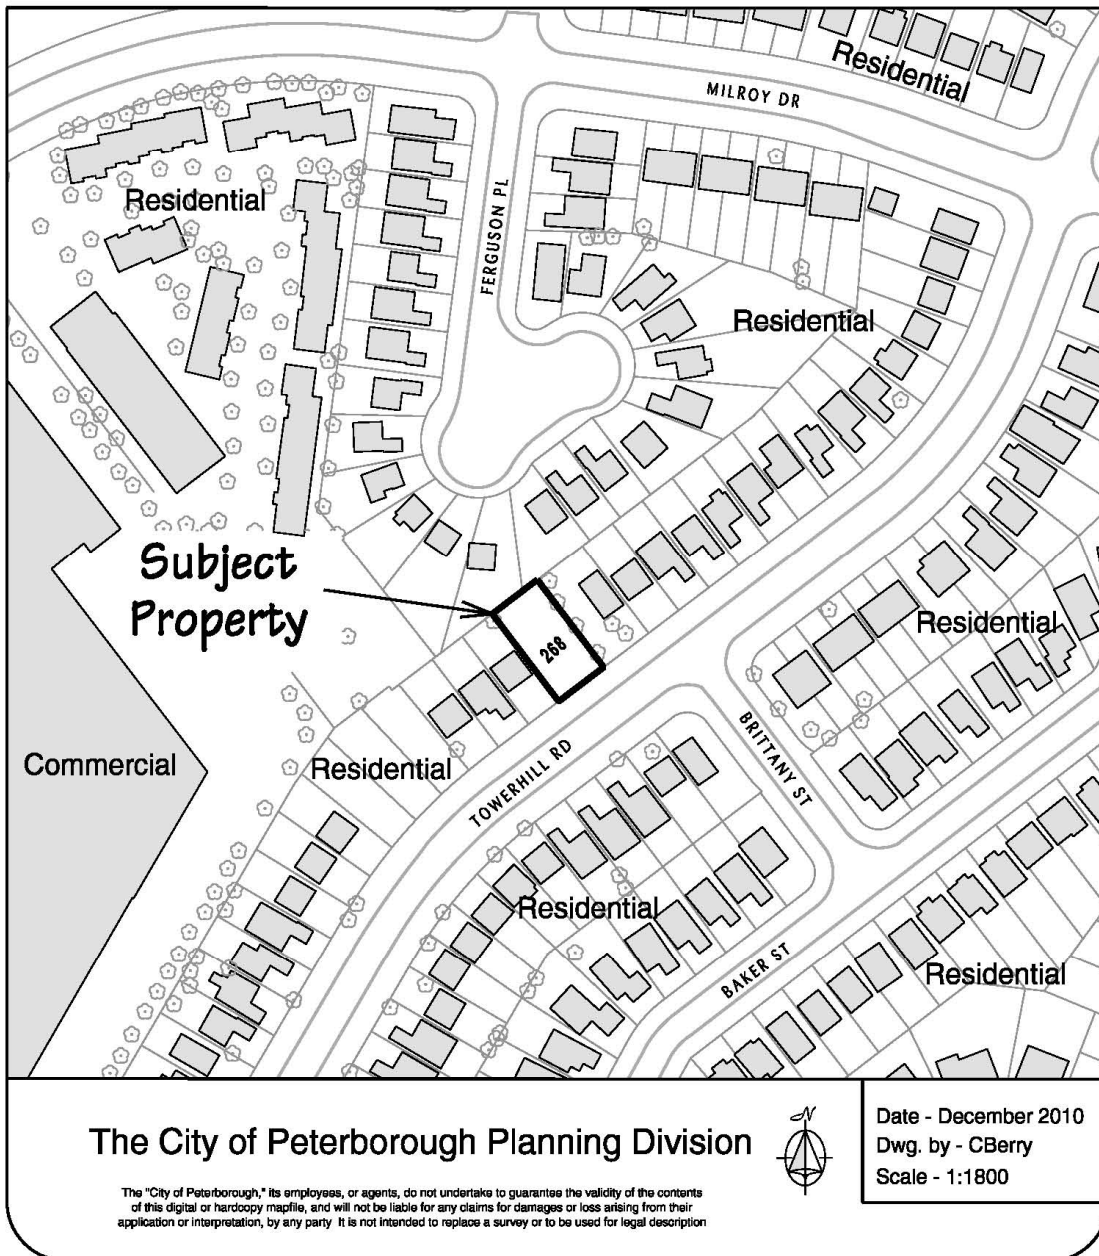 Residential
MILROY DR
Residential
FERGUSON PL
Residential
Subject
Property
268
Residential
Commercial
Residential
TOWERHILL RD
BRITTANY ST
Residential
BAKER ST
Residential
The City of Peterborough Planning Division
N
Date - December 2010
Dwg. by - CBerry
Scale - 1:1800
The "City of Peterborough," its employees, or agents, do not undertake to guarantee the validity of the contents
of this digital or hardcopy mapfile, and will not be liable for any claims for damages or loss arising from their
application or interpretation, by any party It is not intended to replace a survey or to be used for legal description